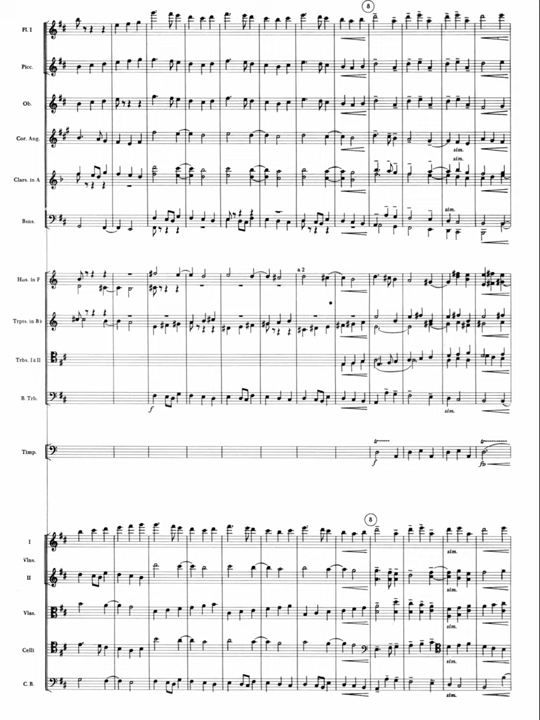 8
Fl. I
Picc.
Ob.
Cor. Ang.
sim.
Clars. in A
sim.
Bsns.
sim.
Hns. in F
a 2
Trpts. in B♭
sim.
Trbs. I & II
B. Trb.
f
sim.
Timp.
f
fp
8
I
sim.
Vlns.
II
sim.
Vlas.
sim.
Celli
sim.
C. B.
sim.